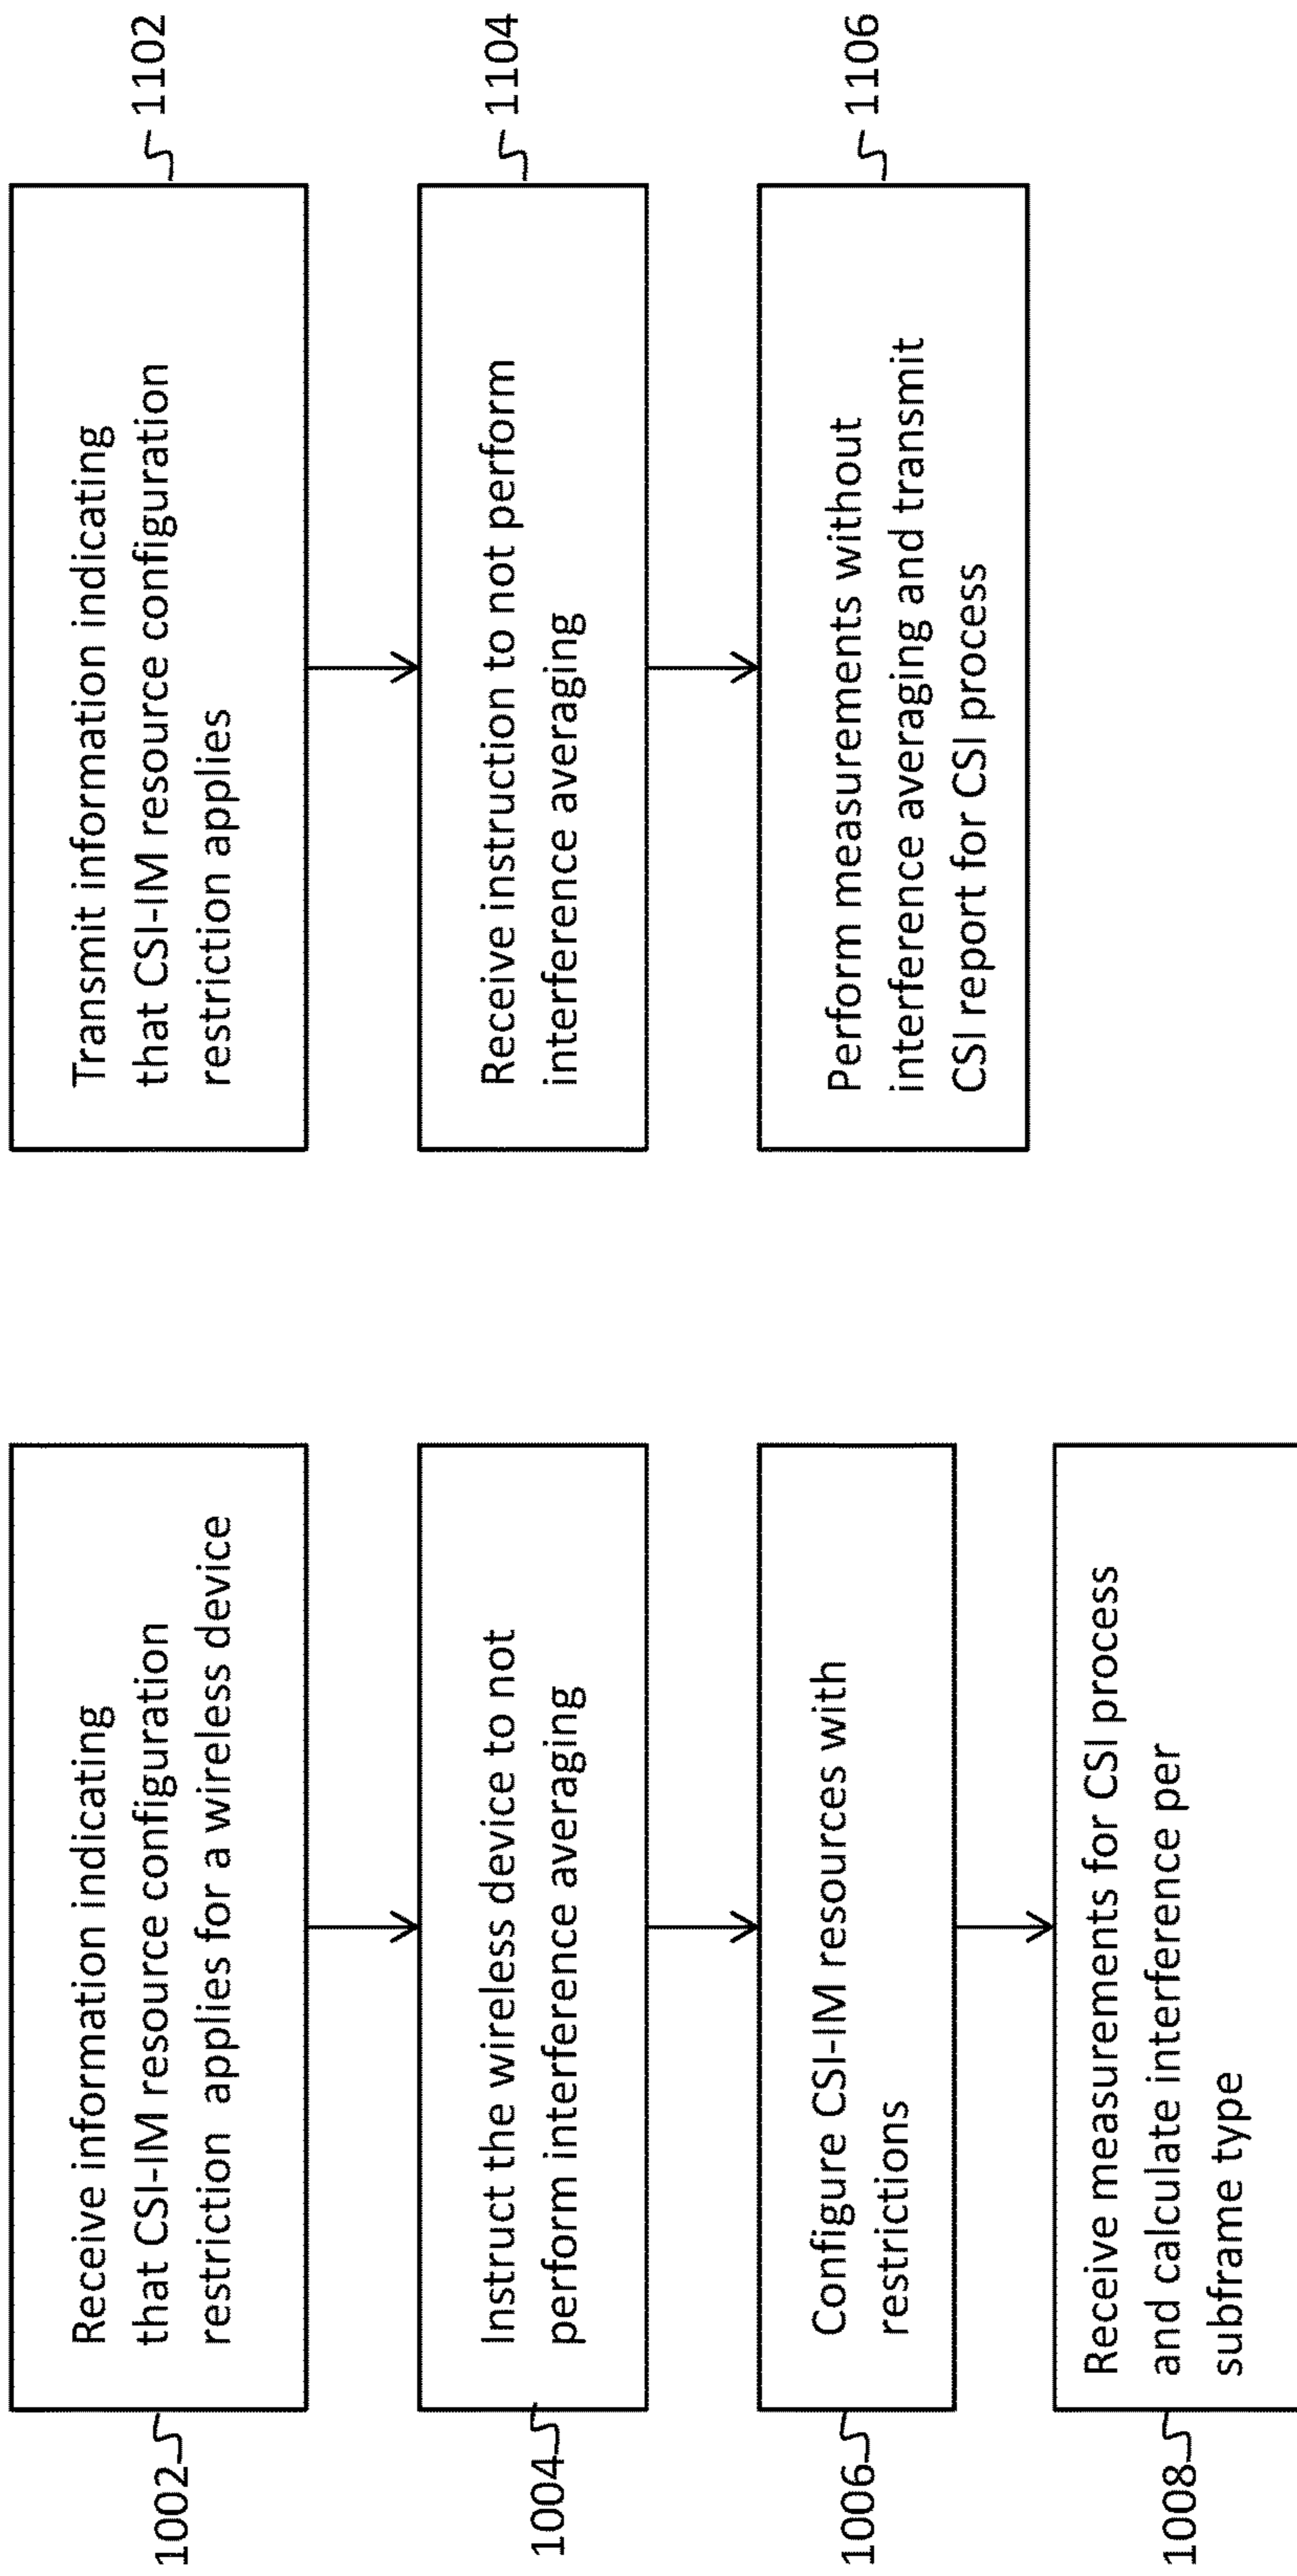 1002
Receive information indicating
that CSI-IM resource configuration
restriction applies for a wireless device
1004
Instruct the wireless device to not
perform interference averaging
1006
Configure CSI-IM resources with
restrictions
1008
Receive measurements for CSI process
and calculate interference per
subframe type
Transmit information indicating
that CSI-IM resource configuration
restriction applies
1102
Receive instruction to not perform
interference averaging
1104
Perform measurements without
interference averaging and transmit
CSI report for CSI process
1106